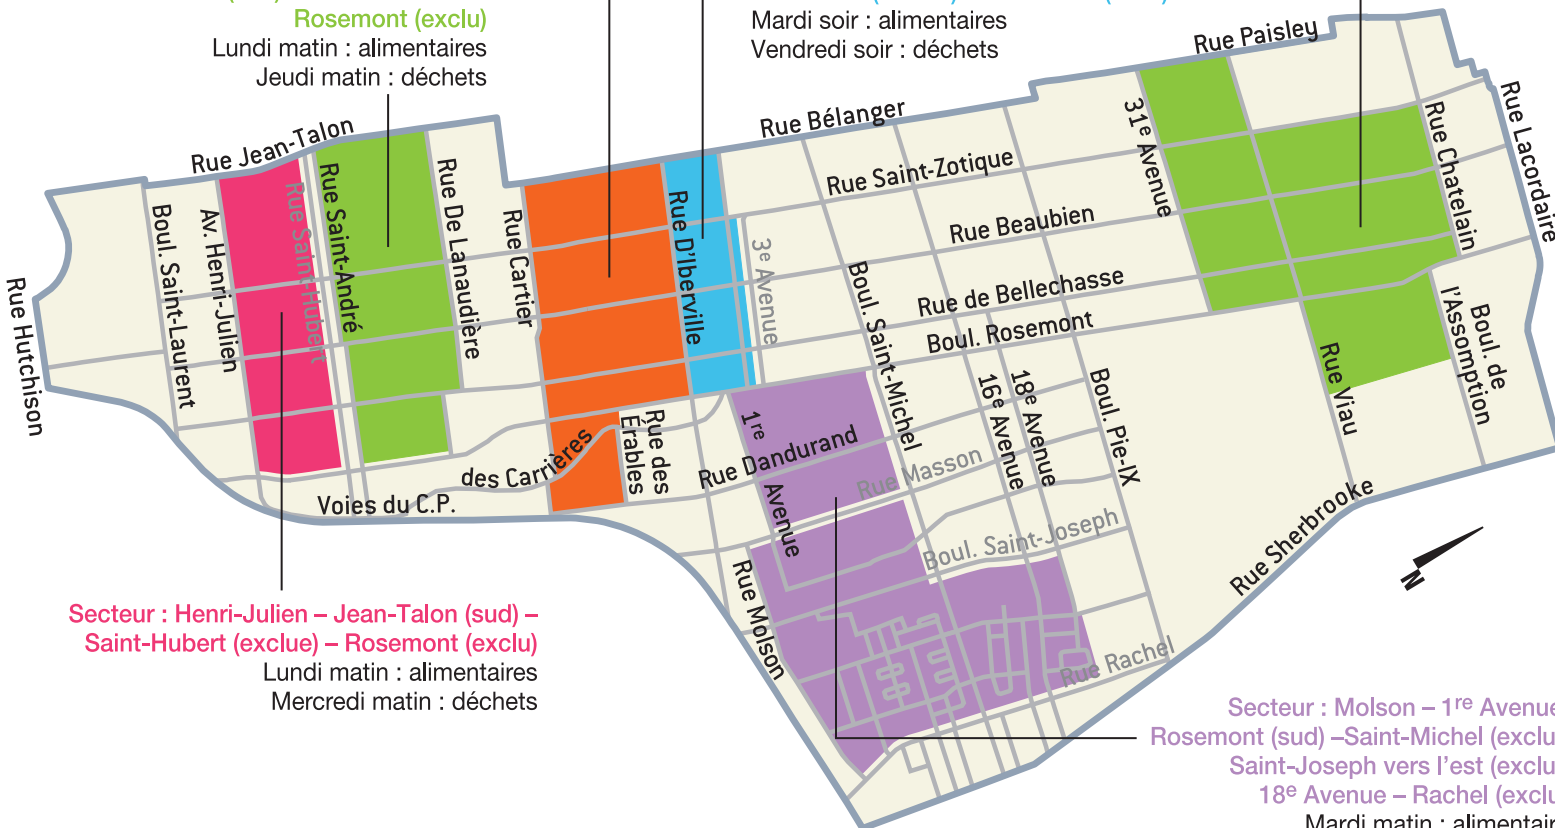 Rosemont (exclu)
Lundi matin : alimentaires
Jeudi matin : déchets
Mardi soir : alimentaires
Vendredi soir : déchets
Rue Paisley
Rue Bélanger
Rue Jean-Talon
Rue Lacordaire
Rue Chatelain
31e Avenue
Rue Saint-Zotique
Rue Beaubien
Rue de Bellechasse
Boul. Rosemont
Rue Hutchison
Boul. Saint-Laurent
Av. Henri-Julien
Rue Saint-Hubert
Rue Saint-André
Rue De Lanaudière
Rue Cartier
Rue D'Iberville
3e Avenue
Boul. Saint-Michel
16e Avenue
18e Avenue
Boul. Pie-IX
Rue Viau
Boul. de
l'Assomption
Rue des
Érables
des Carrières
Voies du C.P.
1re
Avenue
Rue Dandurand
Rue Masson
Boul. Saint-Joseph
Rue Molson
Rue Rachel
Rue Sherbrooke
N
Secteur : Henri-Julien – Jean-Talon (sud) –
Saint-Hubert (exclue) – Rosemont (exclu)
Lundi matin : alimentaires
Mercredi matin : déchets
Secteur : Molson – 1re Avenue
Rosemont (sud) –Saint-Michel (exclu
Saint-Joseph vers l'est (exclu
18e Avenue – Rachel (exclu
Mardi matin : alimentair